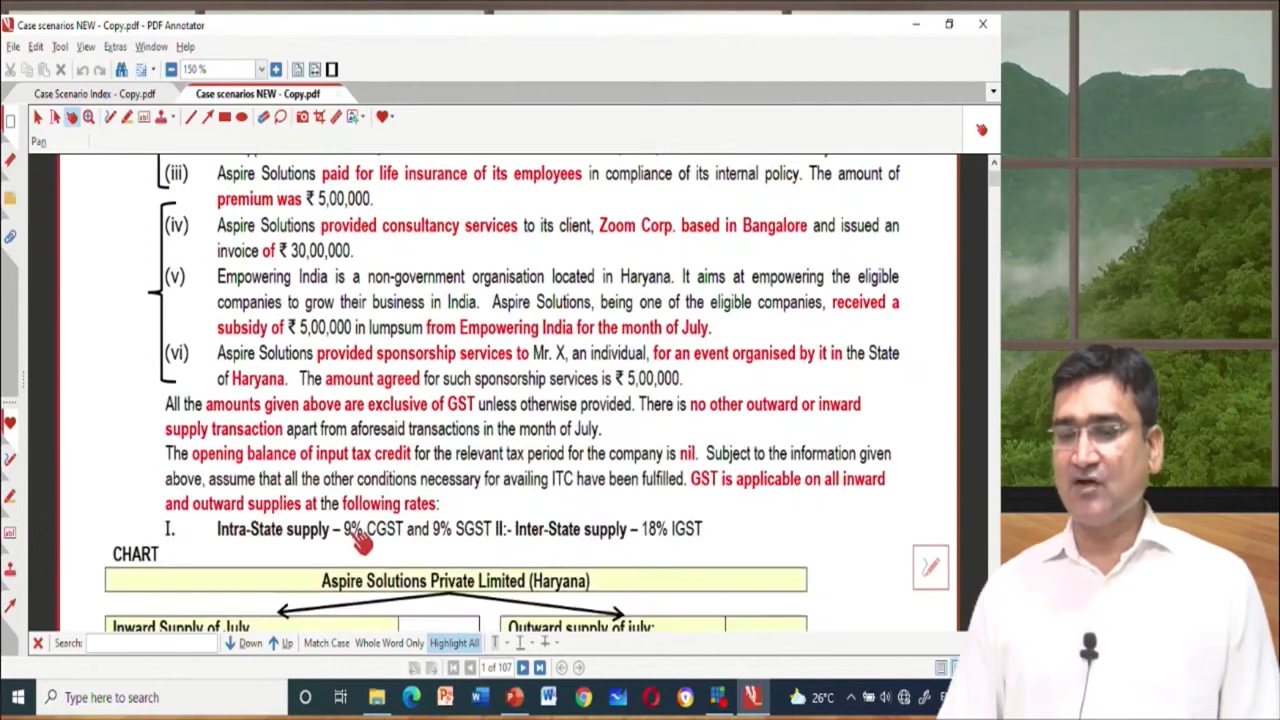 Case scenarios NEW - Copy.pdf - PDF Annotator
File Edit Tool View Extras Window Help
150 %
Case Scenario Index - Copy.pdf Case scenarios NEW - Copy.pdf
Pan
(iii) Aspire Solutions paid for life insurance of its employees in compliance of its internal policy. The amount of
premium was ₹ 5,00,000.
(iv) Aspire Solutions provided consultancy services to its client, Zoom Corp. based in Bangalore and issued an
invoice of ₹ 30,00,000.
(v) Empowering India is a non-government organisation located in Haryana. It aims at empowering the eligible
companies to grow their business in India. Aspire Solutions, being one of the eligible companies, received a
subsidy of ₹ 5,00,000 in lumpsum from Empowering India for the month of July.
(vi) Aspire Solutions provided sponsorship services to Mr. X, an individual, for an event organised by it in the State
of Haryana. The amount agreed for such sponsorship services is ₹ 5,00,000.
All the amounts given above are exclusive of GST unless otherwise provided. There is no other outward or inward
supply transaction apart from aforesaid transactions in the month of July.
The opening balance of input tax credit for the relevant tax period for the company is nil. Subject to the information given
above, assume that all the other conditions necessary for availing ITC have been fulfilled. GST is applicable on all inward
and outward supplies at the following rates:
I. Intra-State supply – 9% CGST and 9% SGST II:- Inter-State supply – 18% IGST
CHART
Aspire Solutions Private Limited (Haryana)
Inward Supply of July Outward supply of july:
Search: Down Up Match Case Whole Word Only Highlight All
1 of 107
Type here to search 26°C